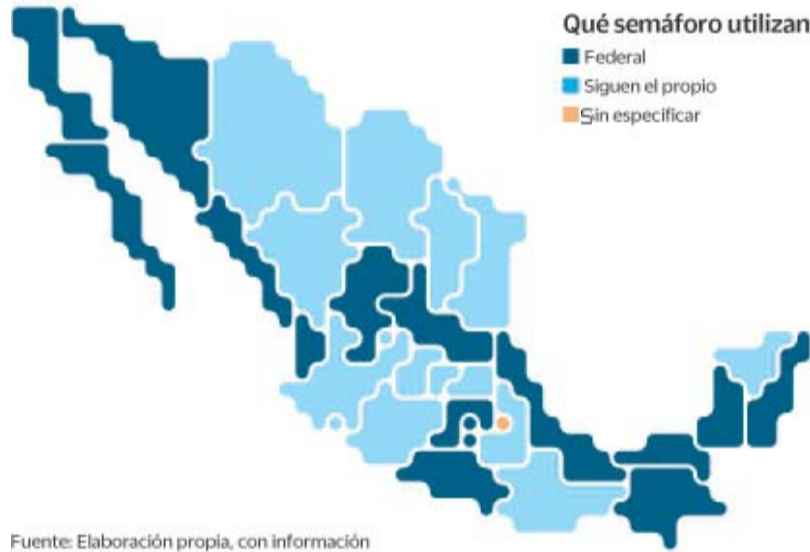 Qué semáforo utilizan
Federal
Siguen el propio
Sin especificar
Fuente: Elaboración propia, con información